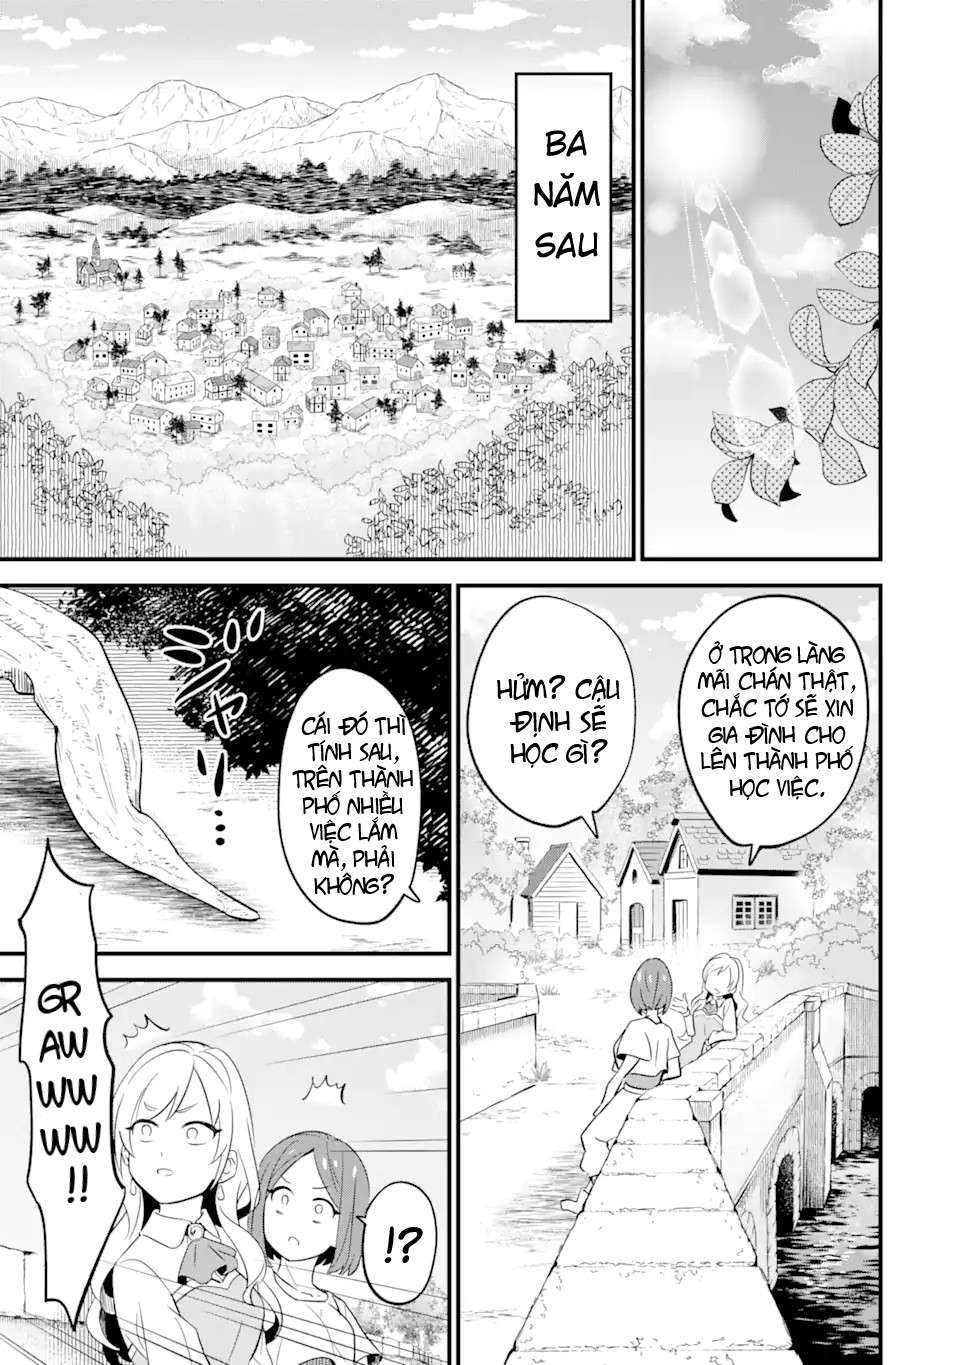 BA
NĂM
SAU
Ở TRONG LÀNG
MÃI CHÁN THẬT,
CHẮC TỚ SẼ XIN
GIA ĐÌNH CHO
LÊN THÀNH PHỐ
HỌC VIỆC.
HỬM? CẬU
ĐỊNH SẼ
HỌC GÌ?
CÁI ĐÓ THÌ
TÍNH SAU,
TRÊN THÀNH
PHỐ NHIỀU
VIỆC LẮM
MÀ, PHẢI
KHÔNG?
GR
AW
WW
WW
!!
!?